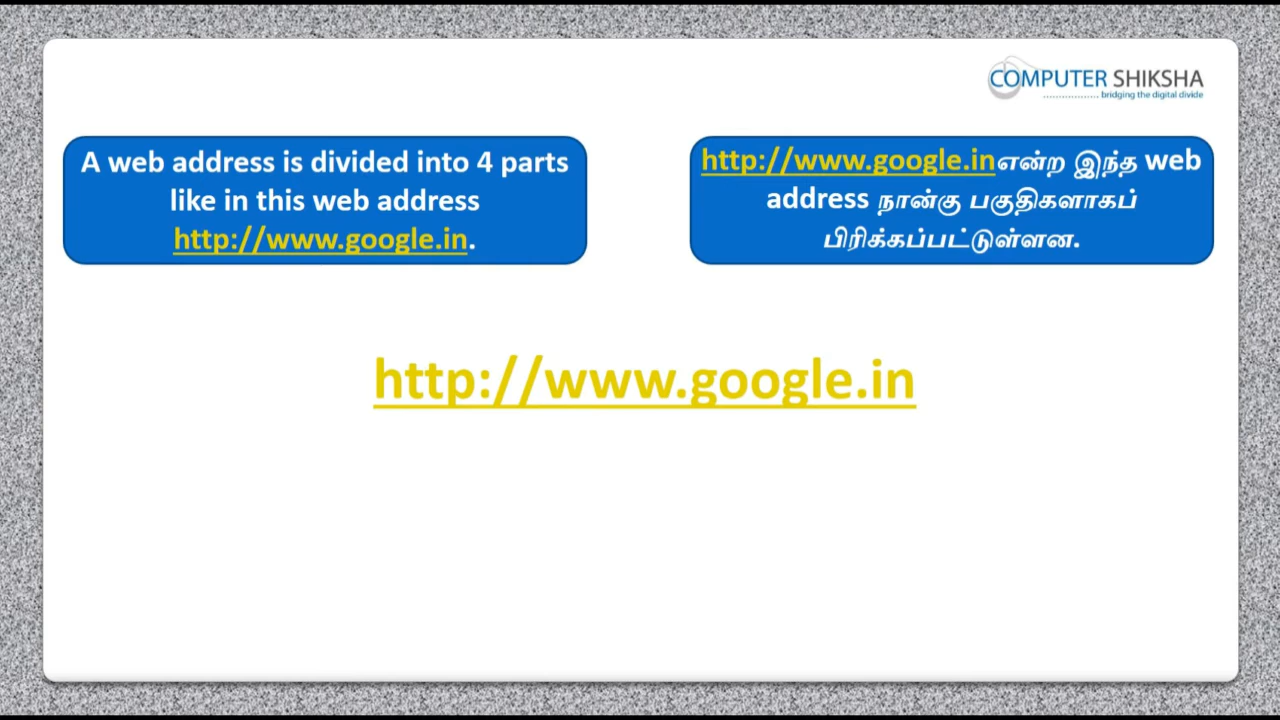 COMPUTER SHIKSHA
bridging the digital divide
A web address is divided into 4 parts
like in this web address
http://www.google.in.
http://www.google.inஎன்ற இந்த web
address நான்கு பகுதிகளாகப்
பிரிக்கப்பட்டுள்ளன.
http://www.google.in